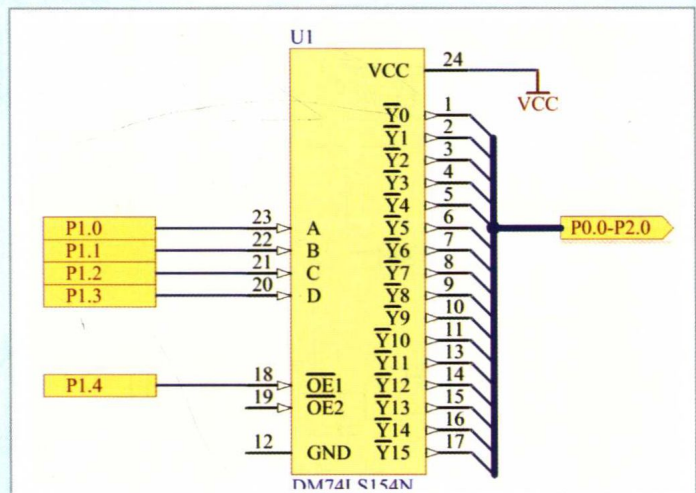 U1
VCC 24
VCC
Y0 1
Y1 2
Y2 3
Y3 4
Y4 5
P1.0 23 A Y5 6 P0.0-P2.0
P1.1 22 B Y6 7
P1.2 21 C Y7 8
P1.3 20 D Y8 9
Y9 10
Y10 11
Y11 13
P1.4 18 OE1 Y12 14
19 OE2 Y13 15
Y14 16
12 GND Y15 17
DM74LS154N